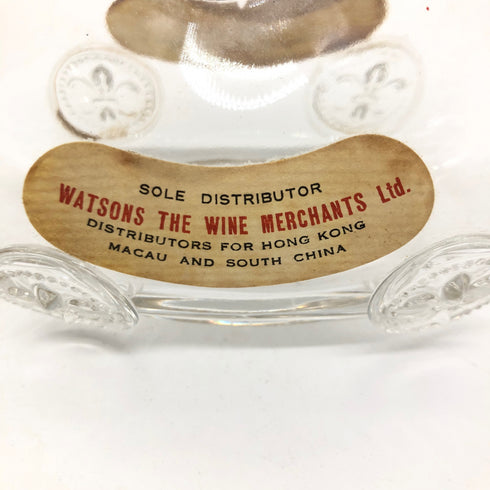 SOLE DISTRIBUTOR
WATSONS THE WINE MERCHANTS Ltd.
DISTRIBUTORS FOR HONG KONG
MACAU AND SOUTH CHINA